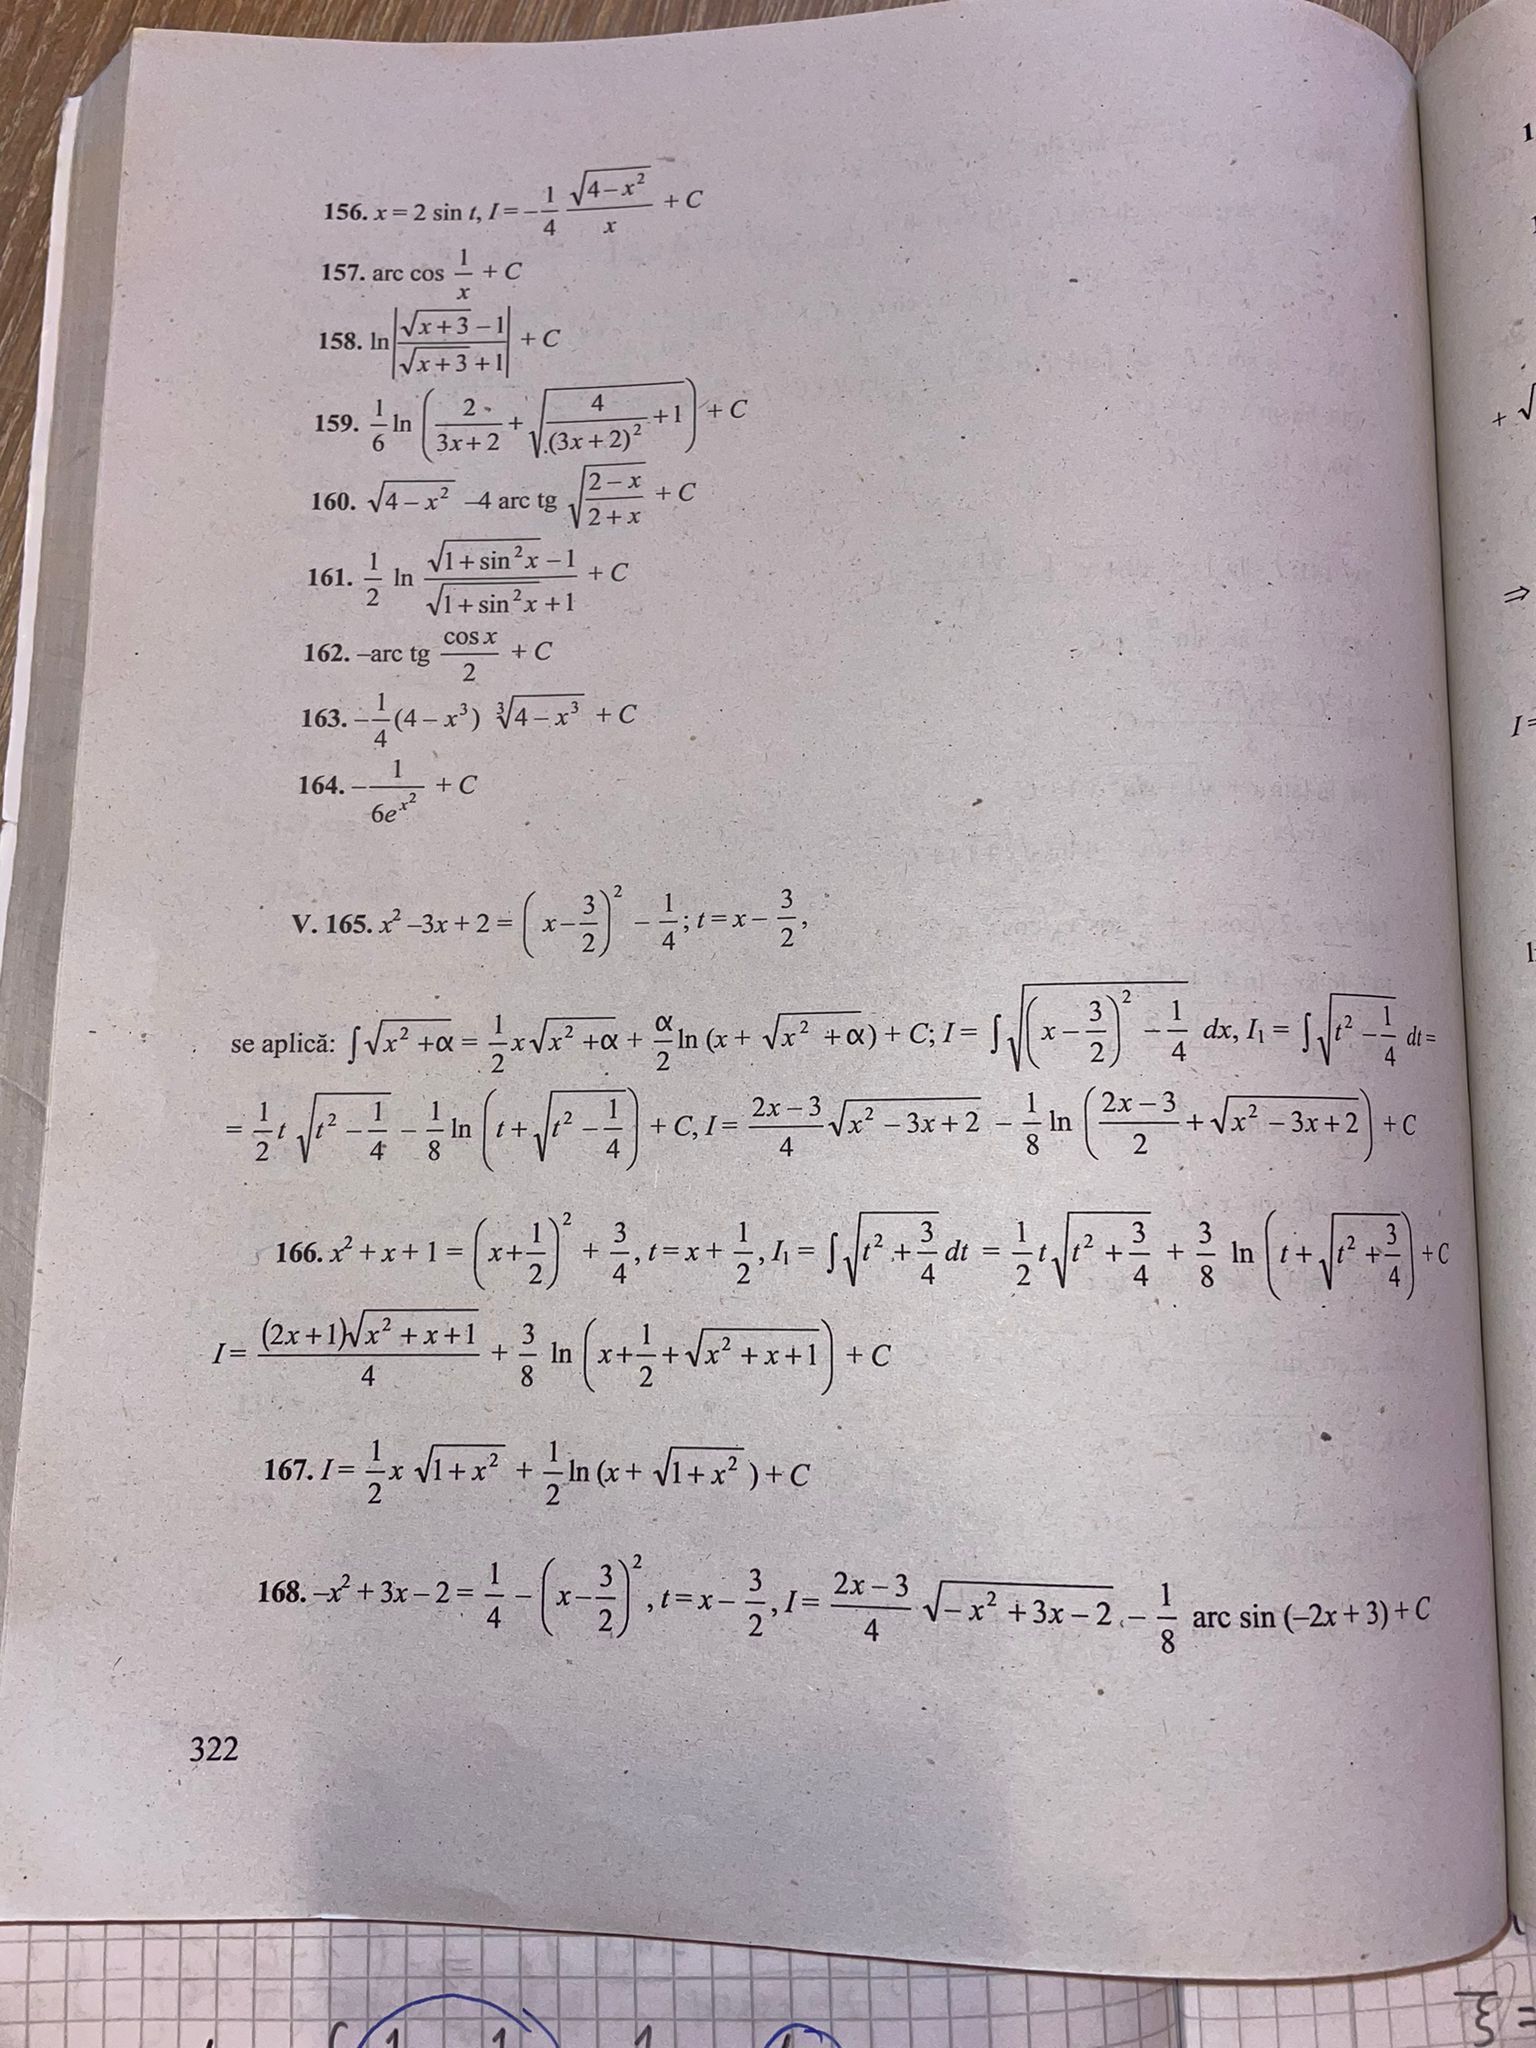 156. x = 2 sin t, I = -\frac{1}{4} \frac{\sqrt{4-x^2}}{x} + C
157. arc cos \frac{1}{x} + C
158. ln \left|\frac{\sqrt{x+3}-1}{\sqrt{x+3}+1}\right| + C
159. \frac{1}{6} ln \left(\frac{2}{3x+2} + \sqrt{\frac{4}{(3x+2)^2}+1}\right) + C
160. \sqrt{4-x^2} –4 arc tg \sqrt{\frac{2-x}{2+x}} + C
161. \frac{1}{2} ln \frac{\sqrt{1+\sin^2 x}-1}{\sqrt{1+\sin^2 x}+1} + C
162. –arc tg \frac{\cos x}{2} + C
163. -\frac{1}{4}(4-x^3) \sqrt[3]{4-x^3} + C
164. -\frac{1}{6e^{x^2}} + C
V. 165. x^2 –3x + 2 = \left(x-\frac{3}{2}\right)^2 - \frac{1}{4}; t = x - \frac{3}{2},
se aplică: \int\sqrt{x^2+α} = \frac{1}{2}x\sqrt{x^2+α} + \frac{α}{2} ln (x + \sqrt{x^2+α}) + C; I = \int\sqrt{\left(x-\frac{3}{2}\right)^2-\frac{1}{4}} dx, I_1 = \int\sqrt{t^2-\frac{1}{4}} dt =
= \frac{1}{2}t \sqrt{t^2-\frac{1}{4}} - \frac{1}{8} ln \left(t+\sqrt{t^2-\frac{1}{4}}\right) + C, I = \frac{2x-3}{4}\sqrt{x^2-3x+2} - \frac{1}{8} ln \left(\frac{2x-3}{2}+\sqrt{x^2-3x+2}\right) + C
166. x^2 + x + 1 = \left(x+\frac{1}{2}\right)^2 + \frac{3}{4}, t = x + \frac{1}{2}, I_1 = \int\sqrt{t^2+\frac{3}{4}} dt = \frac{1}{2}t\sqrt{t^2+\frac{3}{4}} + \frac{3}{8} ln \left(t+\sqrt{t^2+\frac{3}{4}}\right) + C
I = \frac{(2x+1)\sqrt{x^2+x+1}}{4} + \frac{3}{8} ln \left(x+\frac{1}{2}+\sqrt{x^2+x+1}\right) + C
167. I = \frac{1}{2}x \sqrt{1+x^2} + \frac{1}{2} ln (x + \sqrt{1+x^2}) + C
168. –x^2 + 3x – 2 = \frac{1}{4} - \left(x-\frac{3}{2}\right)^2, t = x - \frac{3}{2}, I = \frac{2x-3}{4}\sqrt{-x^2+3x-2} - \frac{1}{8} arc sin (–2x + 3) + C
322